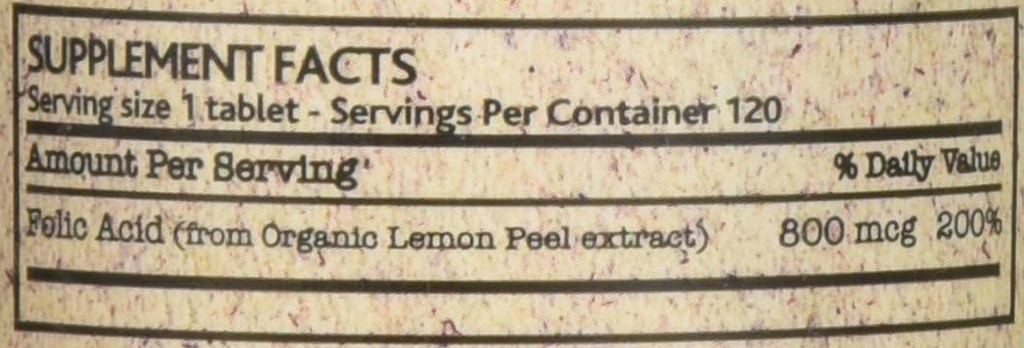 SUPPLEMENT FACTS
Serving size 1 tablet - Servings Per Container 120
Amount Per Serving
% Daily Value
Folic Acid (from Organic Lemon Peel extract) 800 mcg 200%